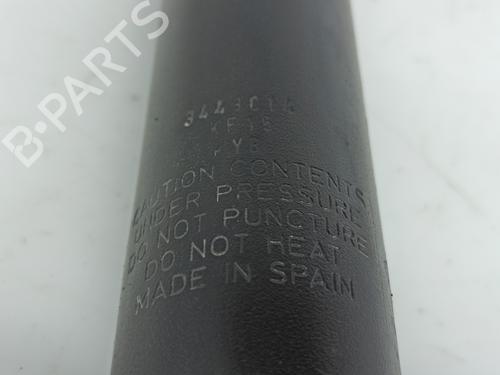 CAUTION CONTENTS
UNDER PRESSURE
DO NOT PUNCTURE
DO NOT HEAT
MADE IN SPAIN
B-PARTS